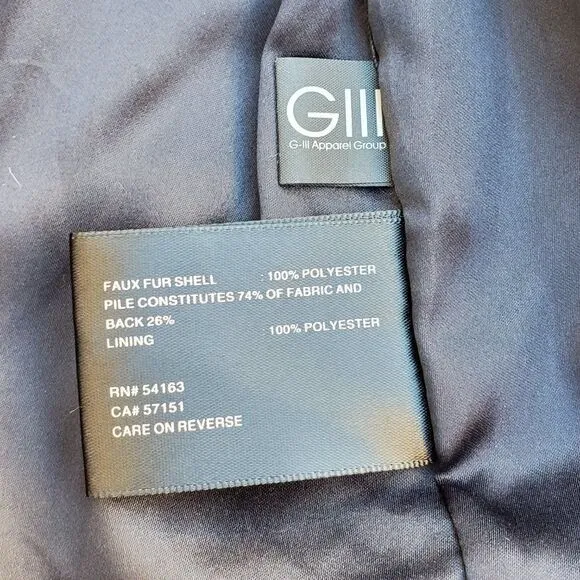 GIII
G-III Apparel Group
FAUX FUR SHELL : 100% POLYESTER
PILE CONSTITUTES 74% OF FABRIC AND
BACK 26%
LINING 100% POLYESTER
RN# 54163
CA# 57151
CARE ON REVERSE